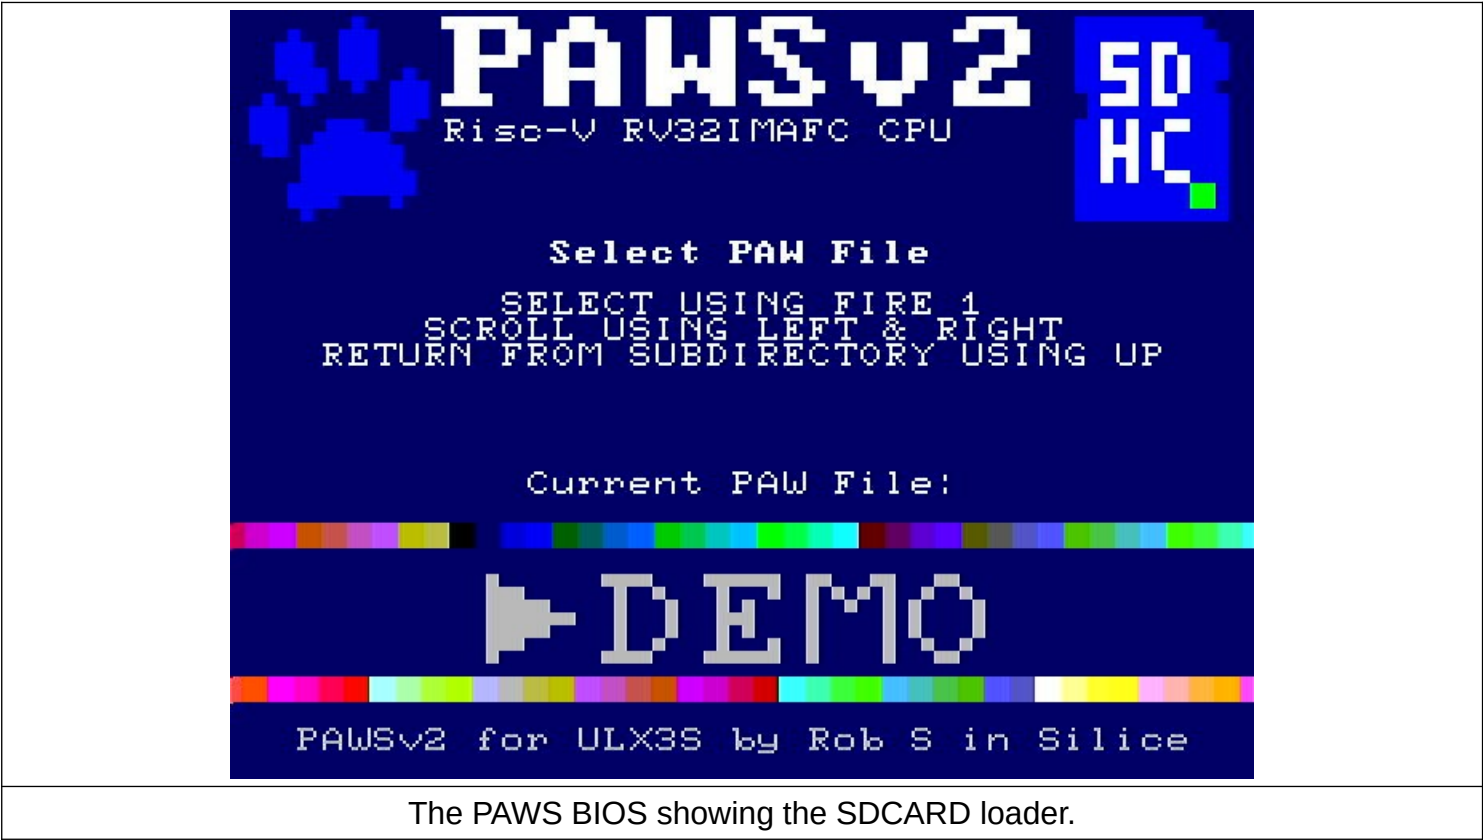 PAWSv2
Risc-V RV32IMAFC CPU
SD
HC
Select PAW File
SELECT USING FIRE 1
SCROLL USING LEFT & RIGHT
RETURN FROM SUBDIRECTORY USING UP
Current PAW File:
DEMO
PAWSv2 for ULX3S by Rob S in Silice
The PAWS BIOS showing the SDCARD loader.